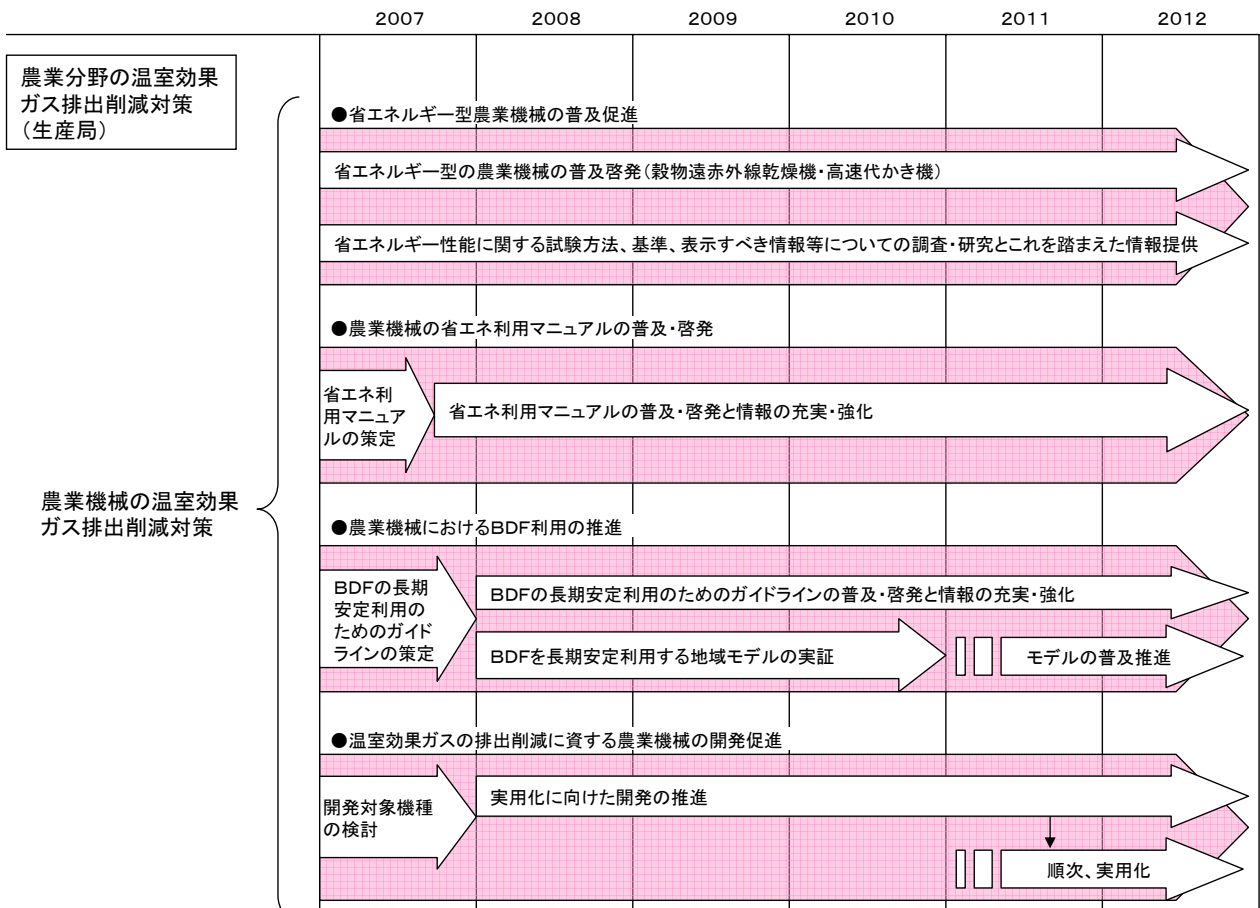 2007 2008 2009 2010 2011 2012
農業分野の温室効果
ガス排出削減対策
(生産局)
●省エネルギー型農業機械の普及促進
省エネルギー型の農業機械の普及啓発(穀物遠赤外線乾燥機・高速代かき機)
省エネルギー性能に関する試験方法、基準、表示すべき情報等についての調査・研究とこれを踏まえた情報提供
●農業機械の省エネ利用マニュアルの普及・啓発
省エネ利
用マニュア
ルの策定
省エネ利用マニュアルの普及・啓発と情報の充実・強化
農業機械の温室効果
ガス排出削減対策
●農業機械におけるBDF利用の推進
BDFの長期
安定利用の
ためのガイド
ラインの策定
BDFの長期安定利用のためのガイドラインの普及・啓発と情報の充実・強化
BDFを長期安定利用する地域モデルの実証
モデルの普及推進
●温室効果ガスの排出削減に資する農業機械の開発促進
開発対象機種
の検討
実用化に向けた開発の推進
順次、実用化